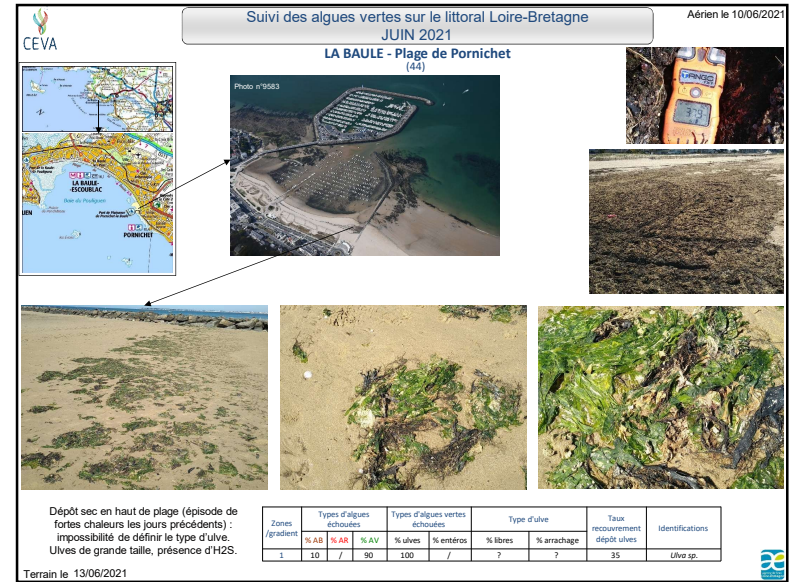 Suivi des algues vertes sur le littoral Loire-Bretagne
JUIN 2021
Aérien le 10/06/2021
CEVA
LA BAULE - Plage de Pornichet
(44)
Photo n°9583
LA BAULE-
ESCOUBLAC
PORNICHET
Dépôt sec en haut de plage (épisode de
fortes chaleurs les jours précédents) :
impossibilité de définir le type d'ulve.
Ulves de grande taille, présence d'H2S.
Zones
/gradient
Types d'algues
échouées
Types d'algues vertes
échouées
Type d'ulve
Taux
recouvrement
dépôt ulves
Identifications
% AB % AR % AV % ulves % entéros % libres % arrachage
1 10 / 90 100 / ? ? 35 Ulva sp.
Terrain le 13/06/2021